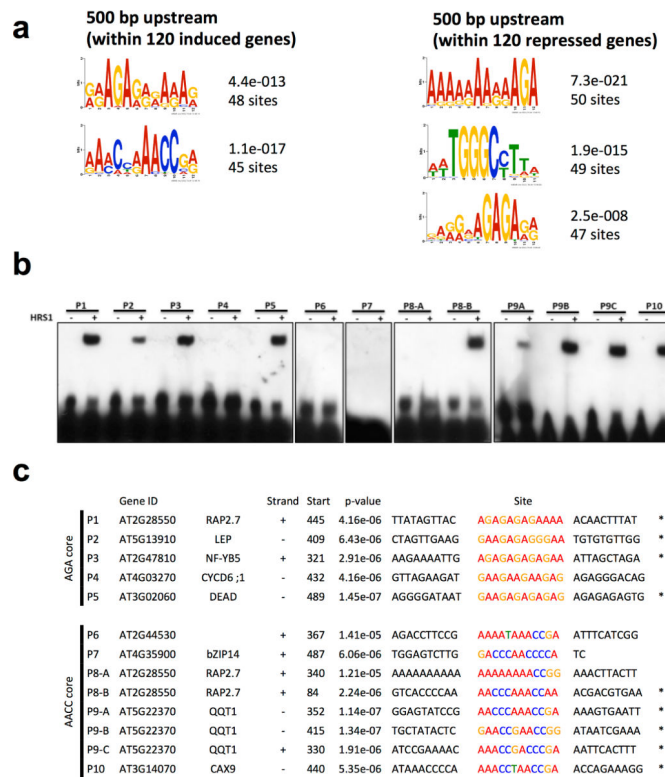 a
500 bp upstream
(within 120 induced genes)
4.4e-013
48 sites
1.1e-017
45 sites
500 bp upstream
(within 120 repressed genes)
7.3e-021
50 sites
1.9e-015
49 sites
2.5e-008
47 sites
b
P1 P2 P3 P4 P5 P6 P7 P8-A P8-B P9A P9B P9C P10
HRS1 - + - + - + - + - + - + - + - + - + - + - + - + - +
c
Gene ID Strand Start p-value Site
AGA core
P1 AT2G28550 RAP2.7 + 445 4.16e-06 TTATAGTTAC AGAGAGAGAAAA ACAACTTTAT *
P2 AT5G13910 LEP - 409 6.43e-06 CTAGTTGAAG GAAGAGAGGGAA TGTGTGTTGG *
P3 AT2G47810 NF-YB5 + 321 2.91e-06 AAGAAAATTG AGAGAGAGAGAA ATTAGCTAGA *
P4 AT4G03270 CYCD6 ;1 - 432 4.16e-06 GTTAGAAGAT GAAGAAGAAGAG AGAGGGACAG
P5 AT3G02060 DEAD - 489 1.45e-07 AGGGGATAAT GAAGAGAGAGAG AGAGAGAGTG *
AACC core
P6 AT2G44530 + 367 1.41e-05 AGACCTTCCG AAAATAAACCGA ATTTCATCGG
P7 AT4G35900 bZIP14 + 487 6.06e-06 TGGAGTCTTG GACCCAACCCCA TC
P8-A AT2G28550 RAP2.7 + 340 1.21e-05 AAAAAAAAAA AAAAAAAACCGG AAACTTACTT
P8-B AT2G28550 RAP2.7 + 84 2.24e-06 GTCACCCCAA AACCCAAACCAA ACGACGTGAA *
P9-A AT5G22370 QQT1 - 352 1.14e-07 GGAGTATCCG AACCCAAACCGA AAAGTGAATT *
P9-B AT5G22370 QQT1 - 415 1.34e-07 TGCTATACTC GAACCGAACCGG ATAATCGAAA *
P9-C AT5G22370 QQT1 + 330 1.91e-06 ATCCGAAAAC AAACCGACCCGA AATTCACTTT *
P10 AT3G14070 CAX9 - 440 5.35e-06 ATAAACCCCA AAACCTAACCGA ACCAGAAAGG *